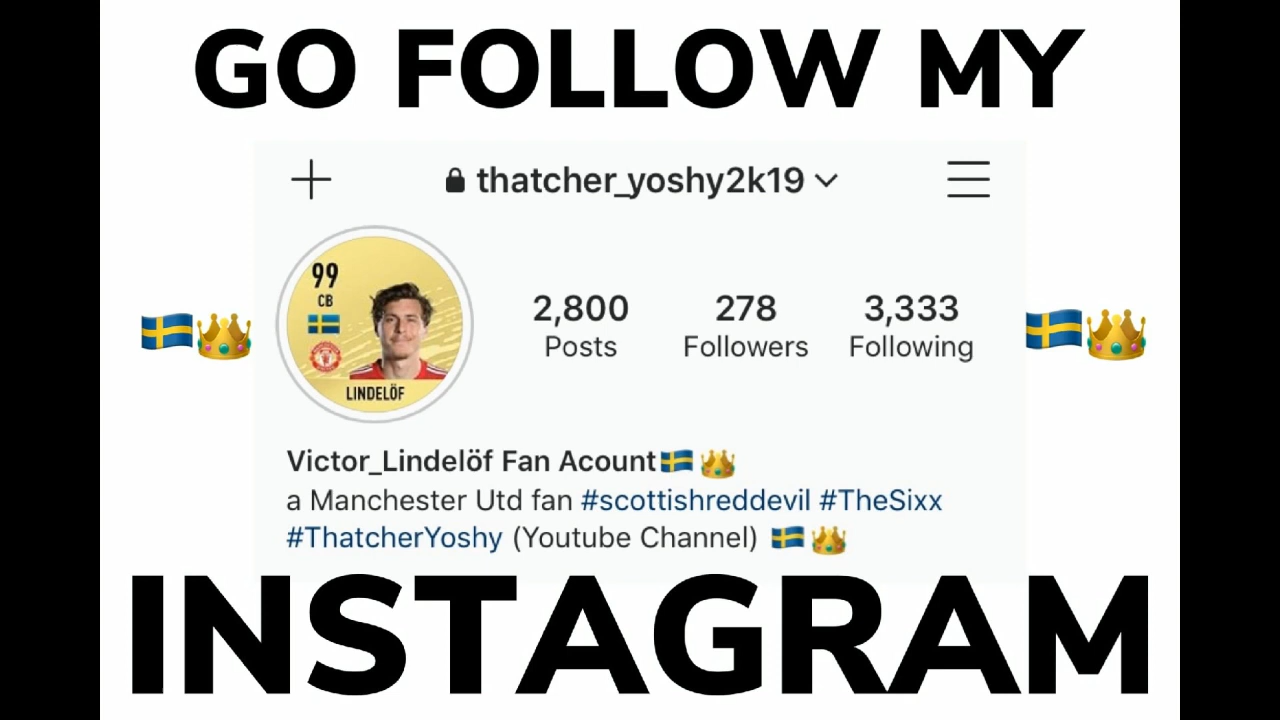 GO FOLLOW MY
thatcher_yoshy2k19
99
CB
LINDELÖF
2,800 278 3,333
Posts Followers Following
Victor_Lindelöf Fan Acount🇸🇪👑
a Manchester Utd fan #scottishreddevil #TheSixx
#ThatcherYoshy (Youtube Channel) 🇸🇪👑
INSTAGRAM